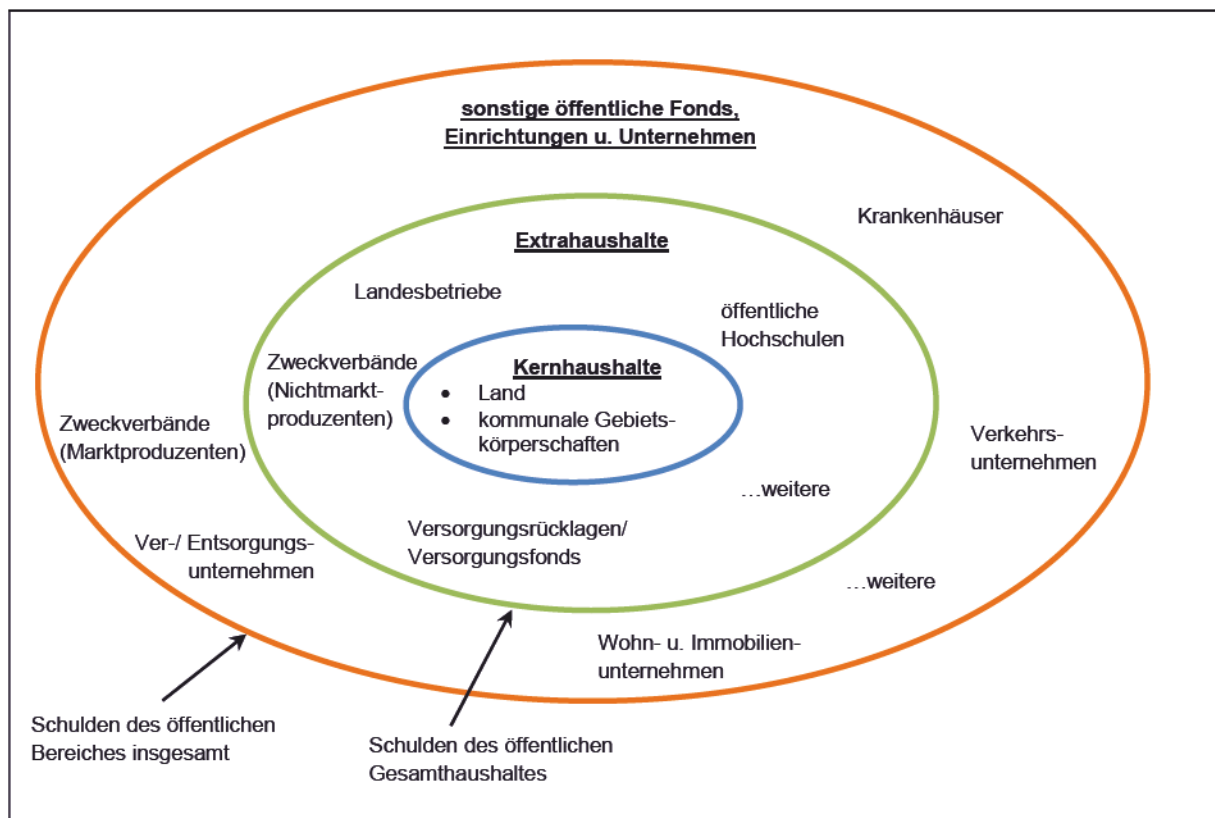 sonstige öffentliche Fonds,
Einrichtungen u. Unternehmen
Krankenhäuser
Extrahaushalte
Landesbetriebe
öffentliche
Hochschulen
Zweckverbände
(Nichtmarkt-
produzenten)
Kernhaushalte
• Land
• kommunale Gebiets-
körperschaften
Zweckverbände
(Marktproduzenten)
Verkehrs-
unternehmen
…weitere
Versorgungsrücklagen/
Versorgungsfonds
Ver-/ Entsorgungs-
unternehmen
…weitere
Wohn- u. Immobilien-
unternehmen
Schulden des öffentlichen
Bereiches insgesamt
Schulden des öffentlichen
Gesamthaushaltes